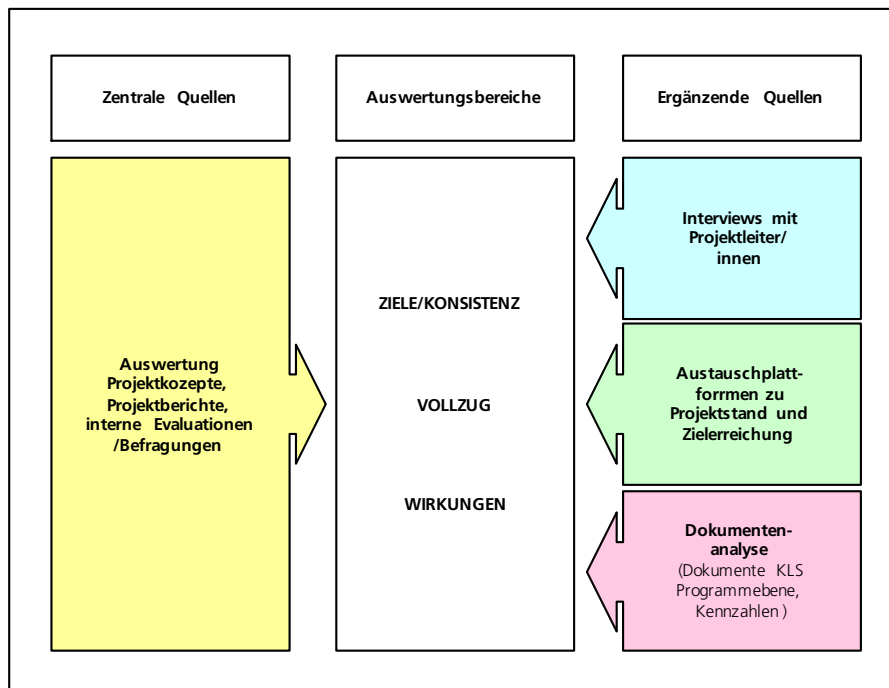 Zentrale Quellen
Auswertungsbereiche
Ergänzende Quellen
Auswertung
Projektkozepte,
Projektberichte,
interne Evaluationen
/Befragungen
ZIELE/KONSISTENZ
VOLLZUG
WIRKUNGEN
Interviews mit
Projektleiter/
innen
Austauschplatt-
forrmen zu
Projektstand und
Zielerreichung
Dokumenten-
analyse
(Dokumente KLS
Programmebene,
Kennzahlen )